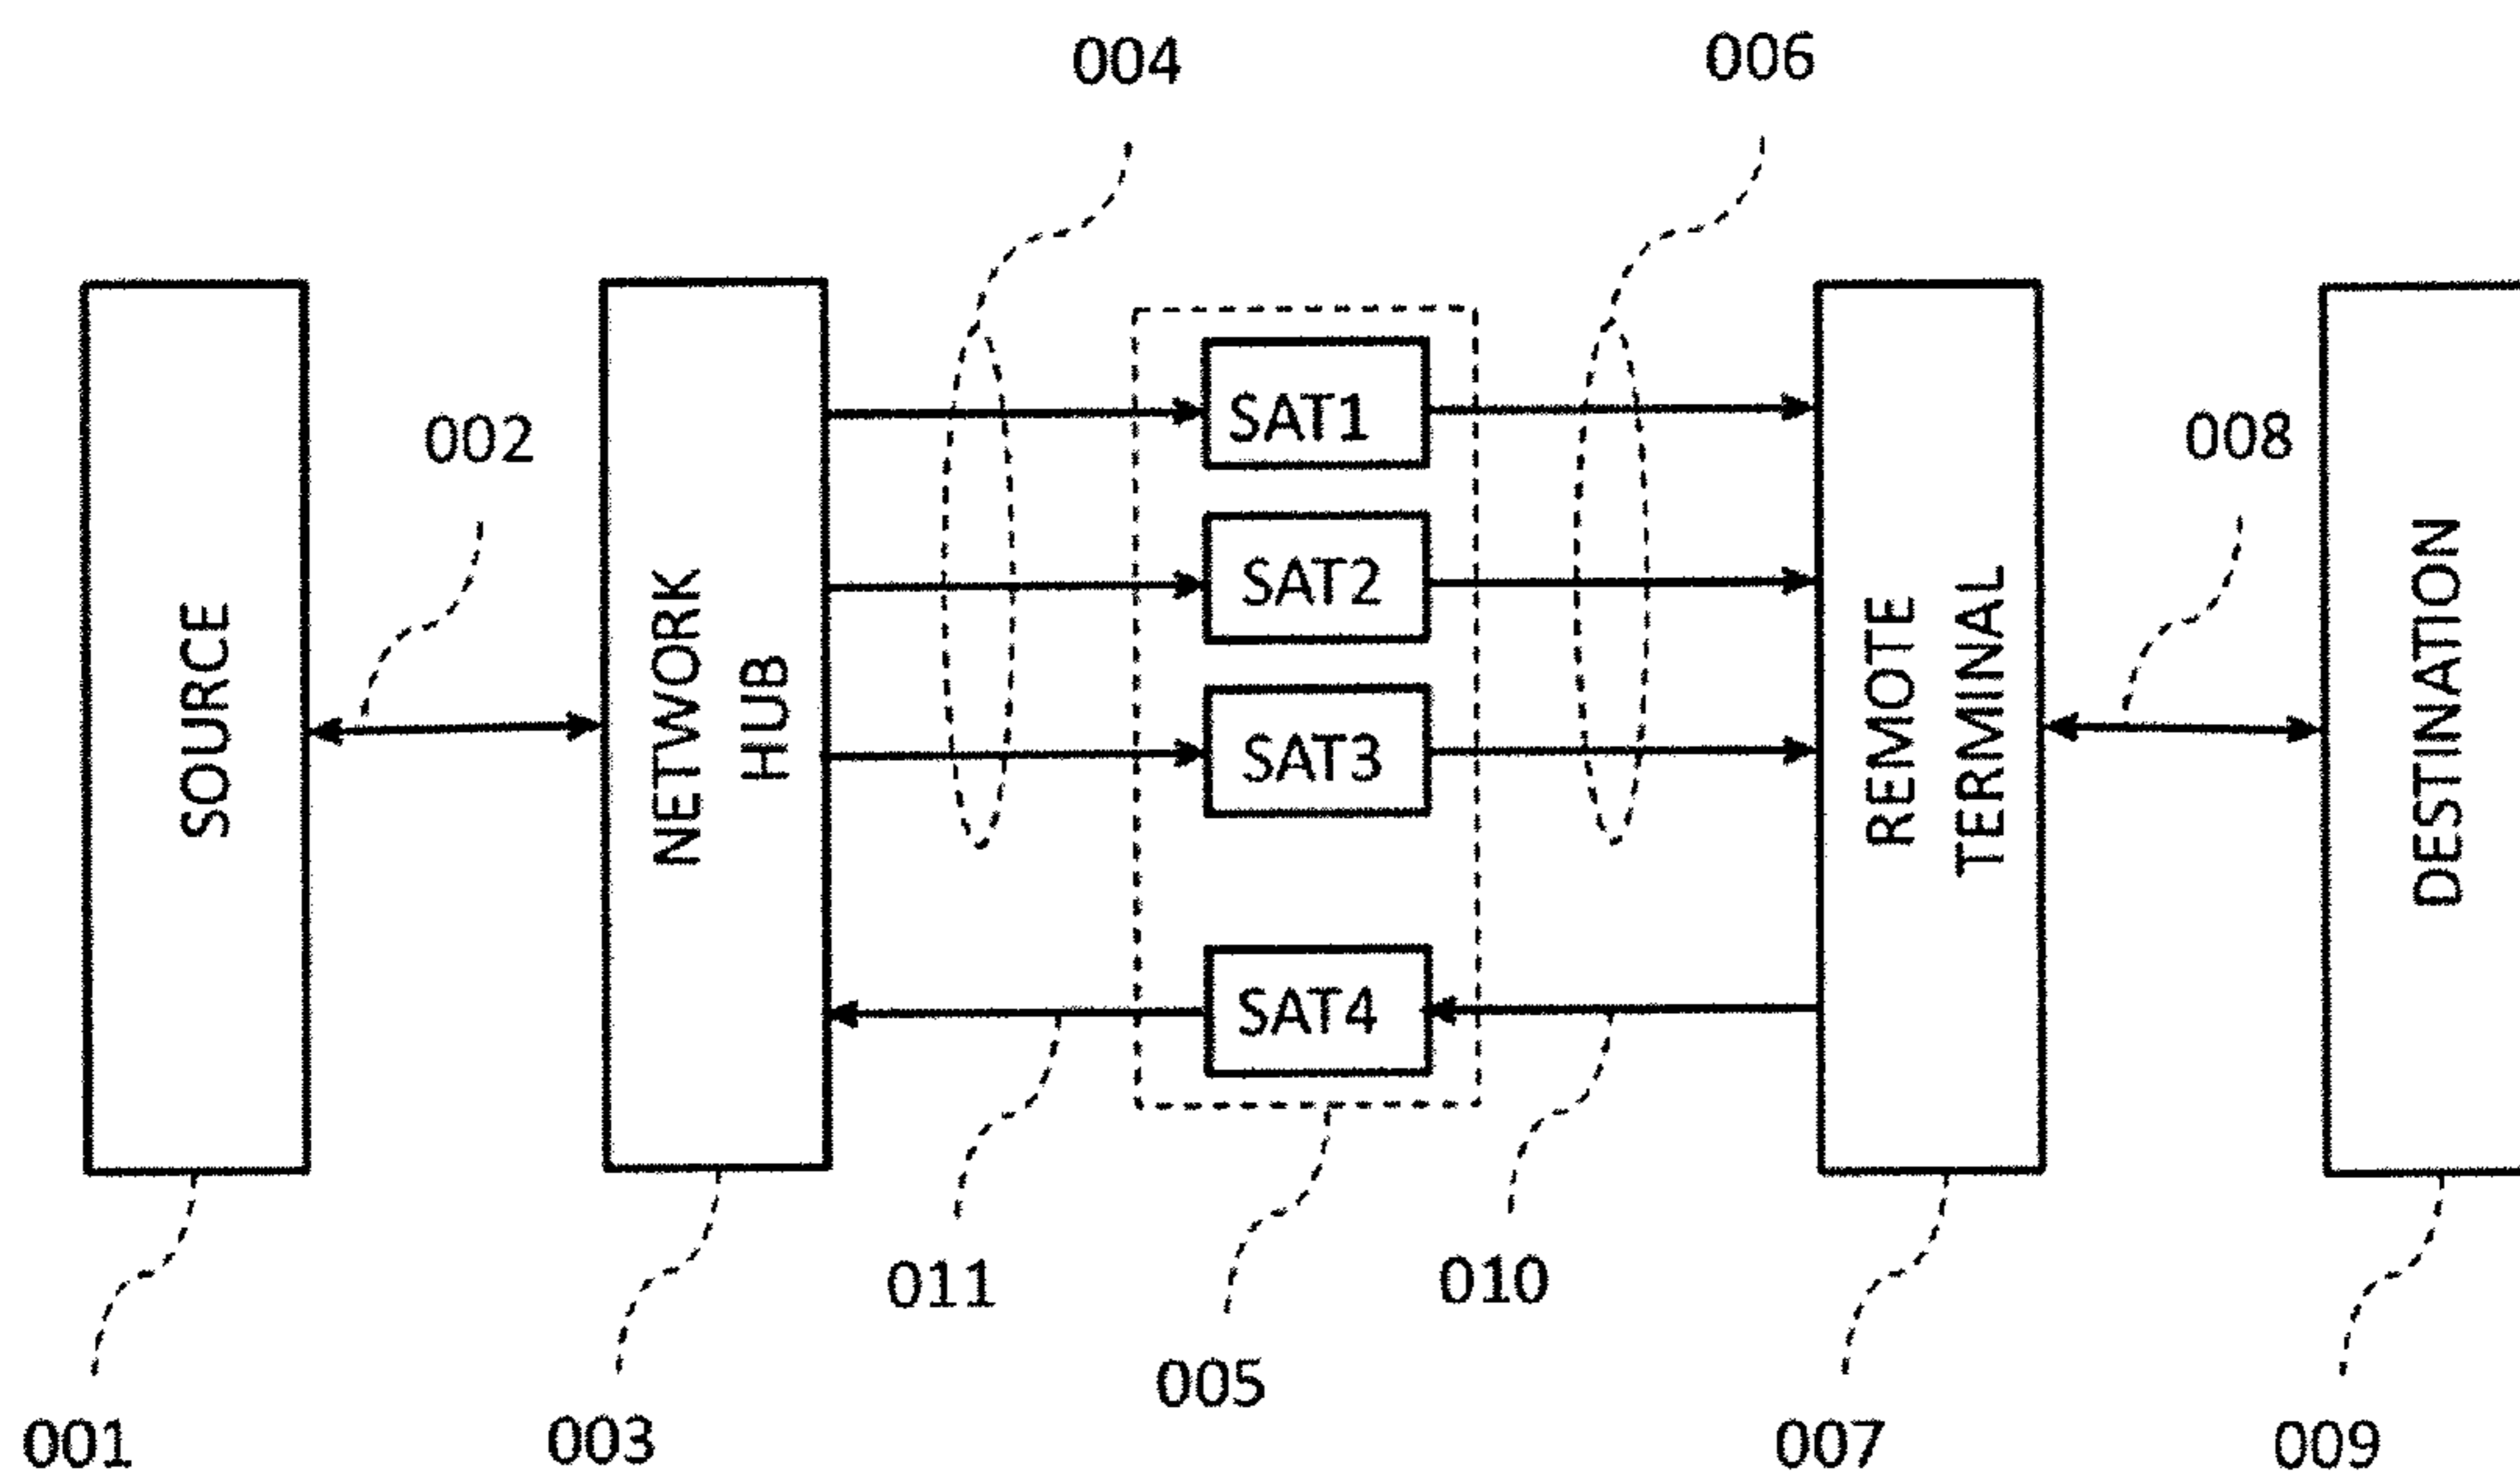 004
006
002
008
SOURCE
NETWORK
HUB
SAT1
SAT2
SAT3
SAT4
REMOTE
TERMINAL
DESTINATION
011
010
005
001
003
007
009